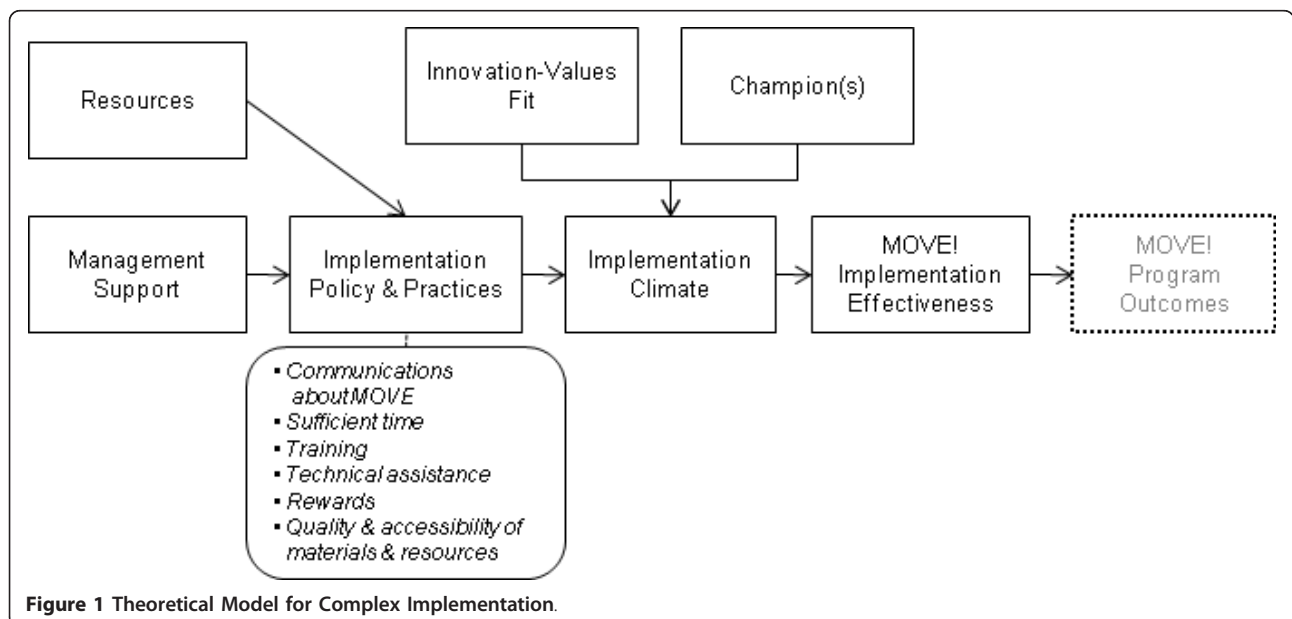 Resources
Innovation-Values
Fit
Champion(s)
Management
Support
Implementation
Policy & Practices
Implementation
Climate
MOVE!
Implementation
Effectiveness
MOVE!
Program
Outcomes
▪ Communications
aboutMOVE
▪ Sufficient time
▪ Training
▪ Technical assistance
▪ Rewards
▪ Quality & accessibility of
materials & resources
Figure 1 Theoretical Model for Complex Implementation.